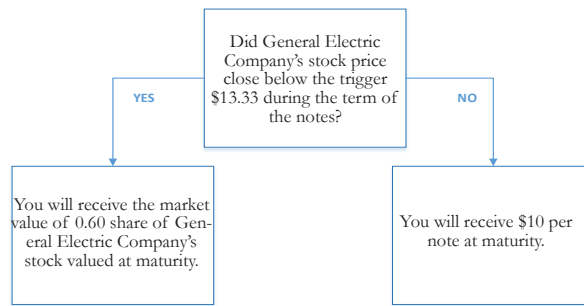 Did General Electric
Company's stock price
close below the trigger
$13.33 during the term of
the notes?
YES
NO
You will receive the market
value of 0.60 share of Gen-
eral Electric Company's
stock valued at maturity.
You will receive $10 per
note at maturity.